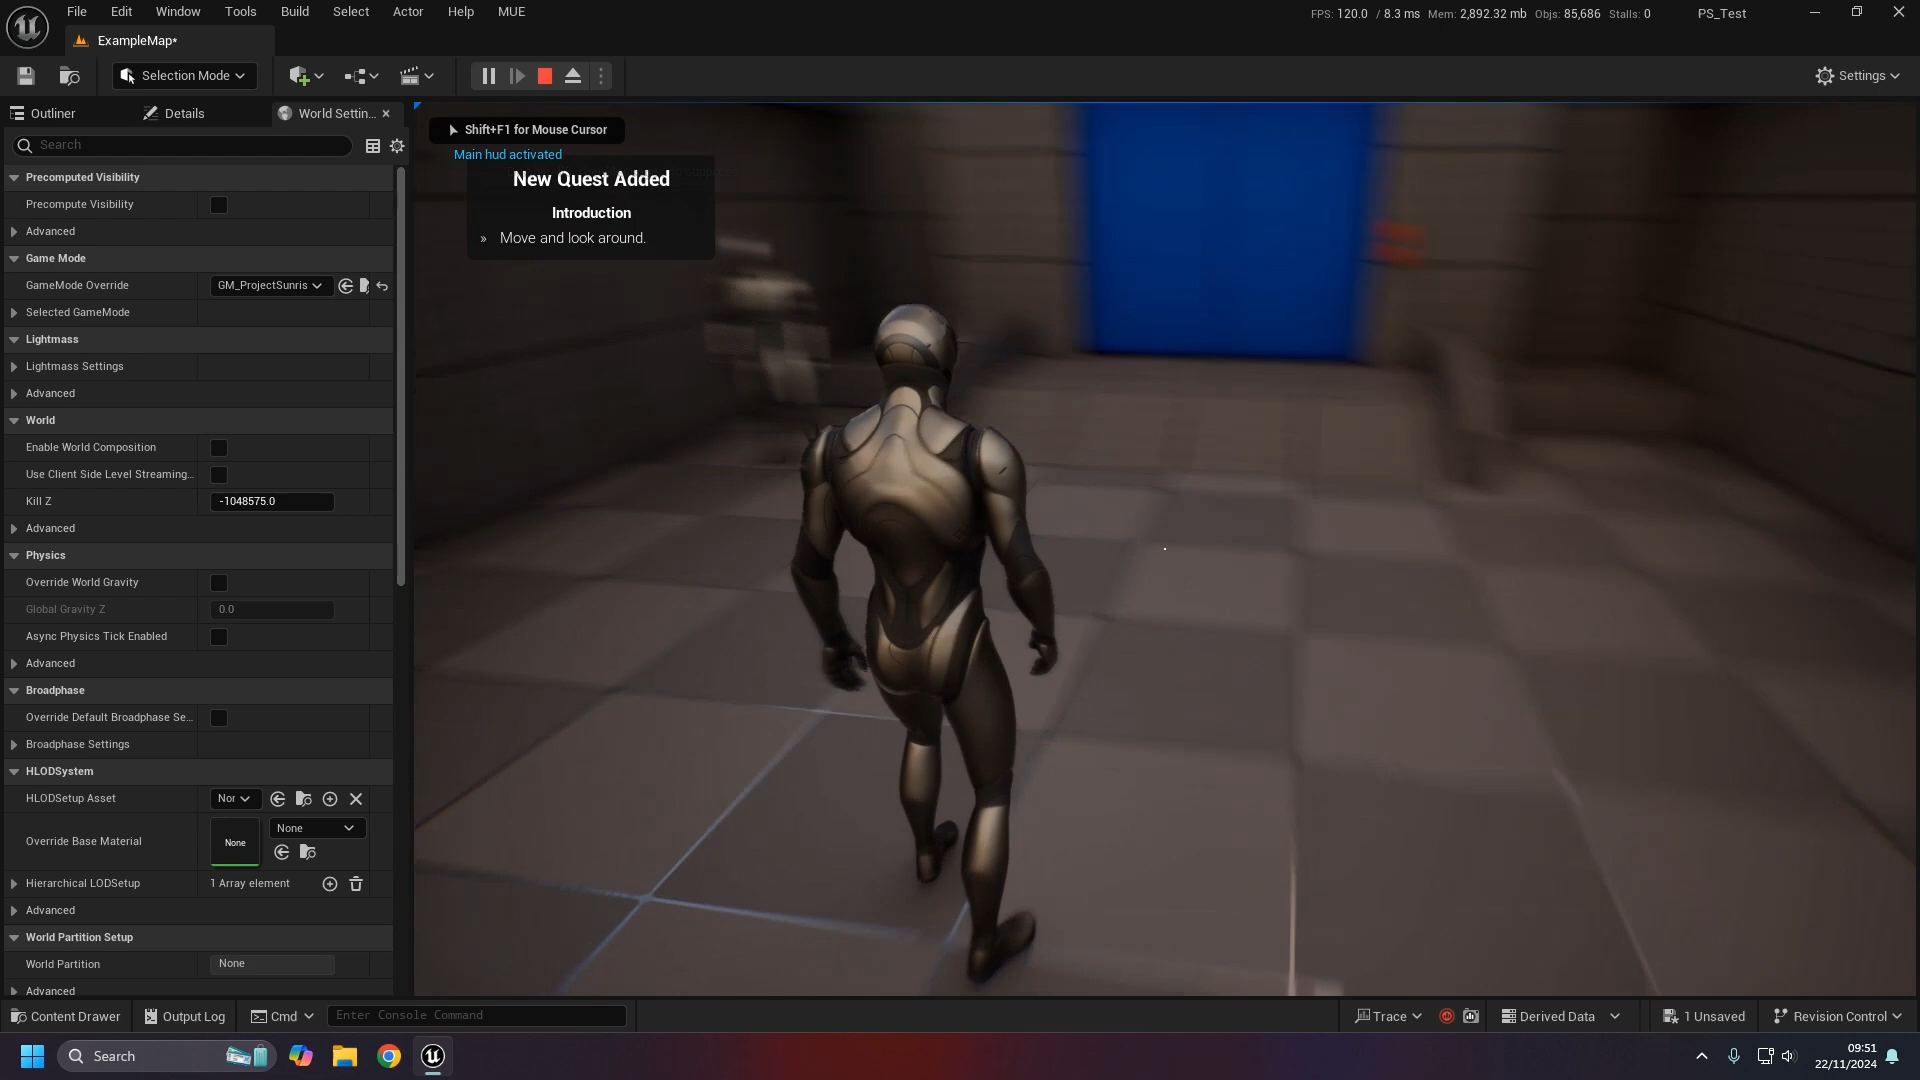 File Edit Window Tools Build Select Actor Help MUE
FPS: 120.0 / 8.3 ms Mem: 2,892.32 mb Objs: 85,686 Stalls: 0 PS_Test
ExampleMap*
Selection Mode
Settings
Outliner Details World Settin...
Search
Precomputed Visibility
Precompute Visibility
Advanced
Game Mode
GameMode Override GM_ProjectSunris
Selected GameMode
Lightmass
Lightmass Settings
Advanced
World
Enable World Composition
Use Client Side Level Streaming...
Kill Z -1048575.0
Advanced
Physics
Override World Gravity
Global Gravity Z 0.0
Async Physics Tick Enabled
Advanced
Broadphase
Override Default Broadphase Se...
Broadphase Settings
HLODSystem
HLODSetup Asset Nor
Override Base Material None None
Hierarchical LODSetup 1 Array element
Advanced
World Partition Setup
World Partition None
Advanced
Shift+F1 for Mouse Cursor
Main hud activated
New Quest Added
Introduction
» Move and look around.
Content Drawer Output Log Cmd Enter Console Command Trace Derived Data 1 Unsaved Revision Control
Search
09:51
22/11/2024